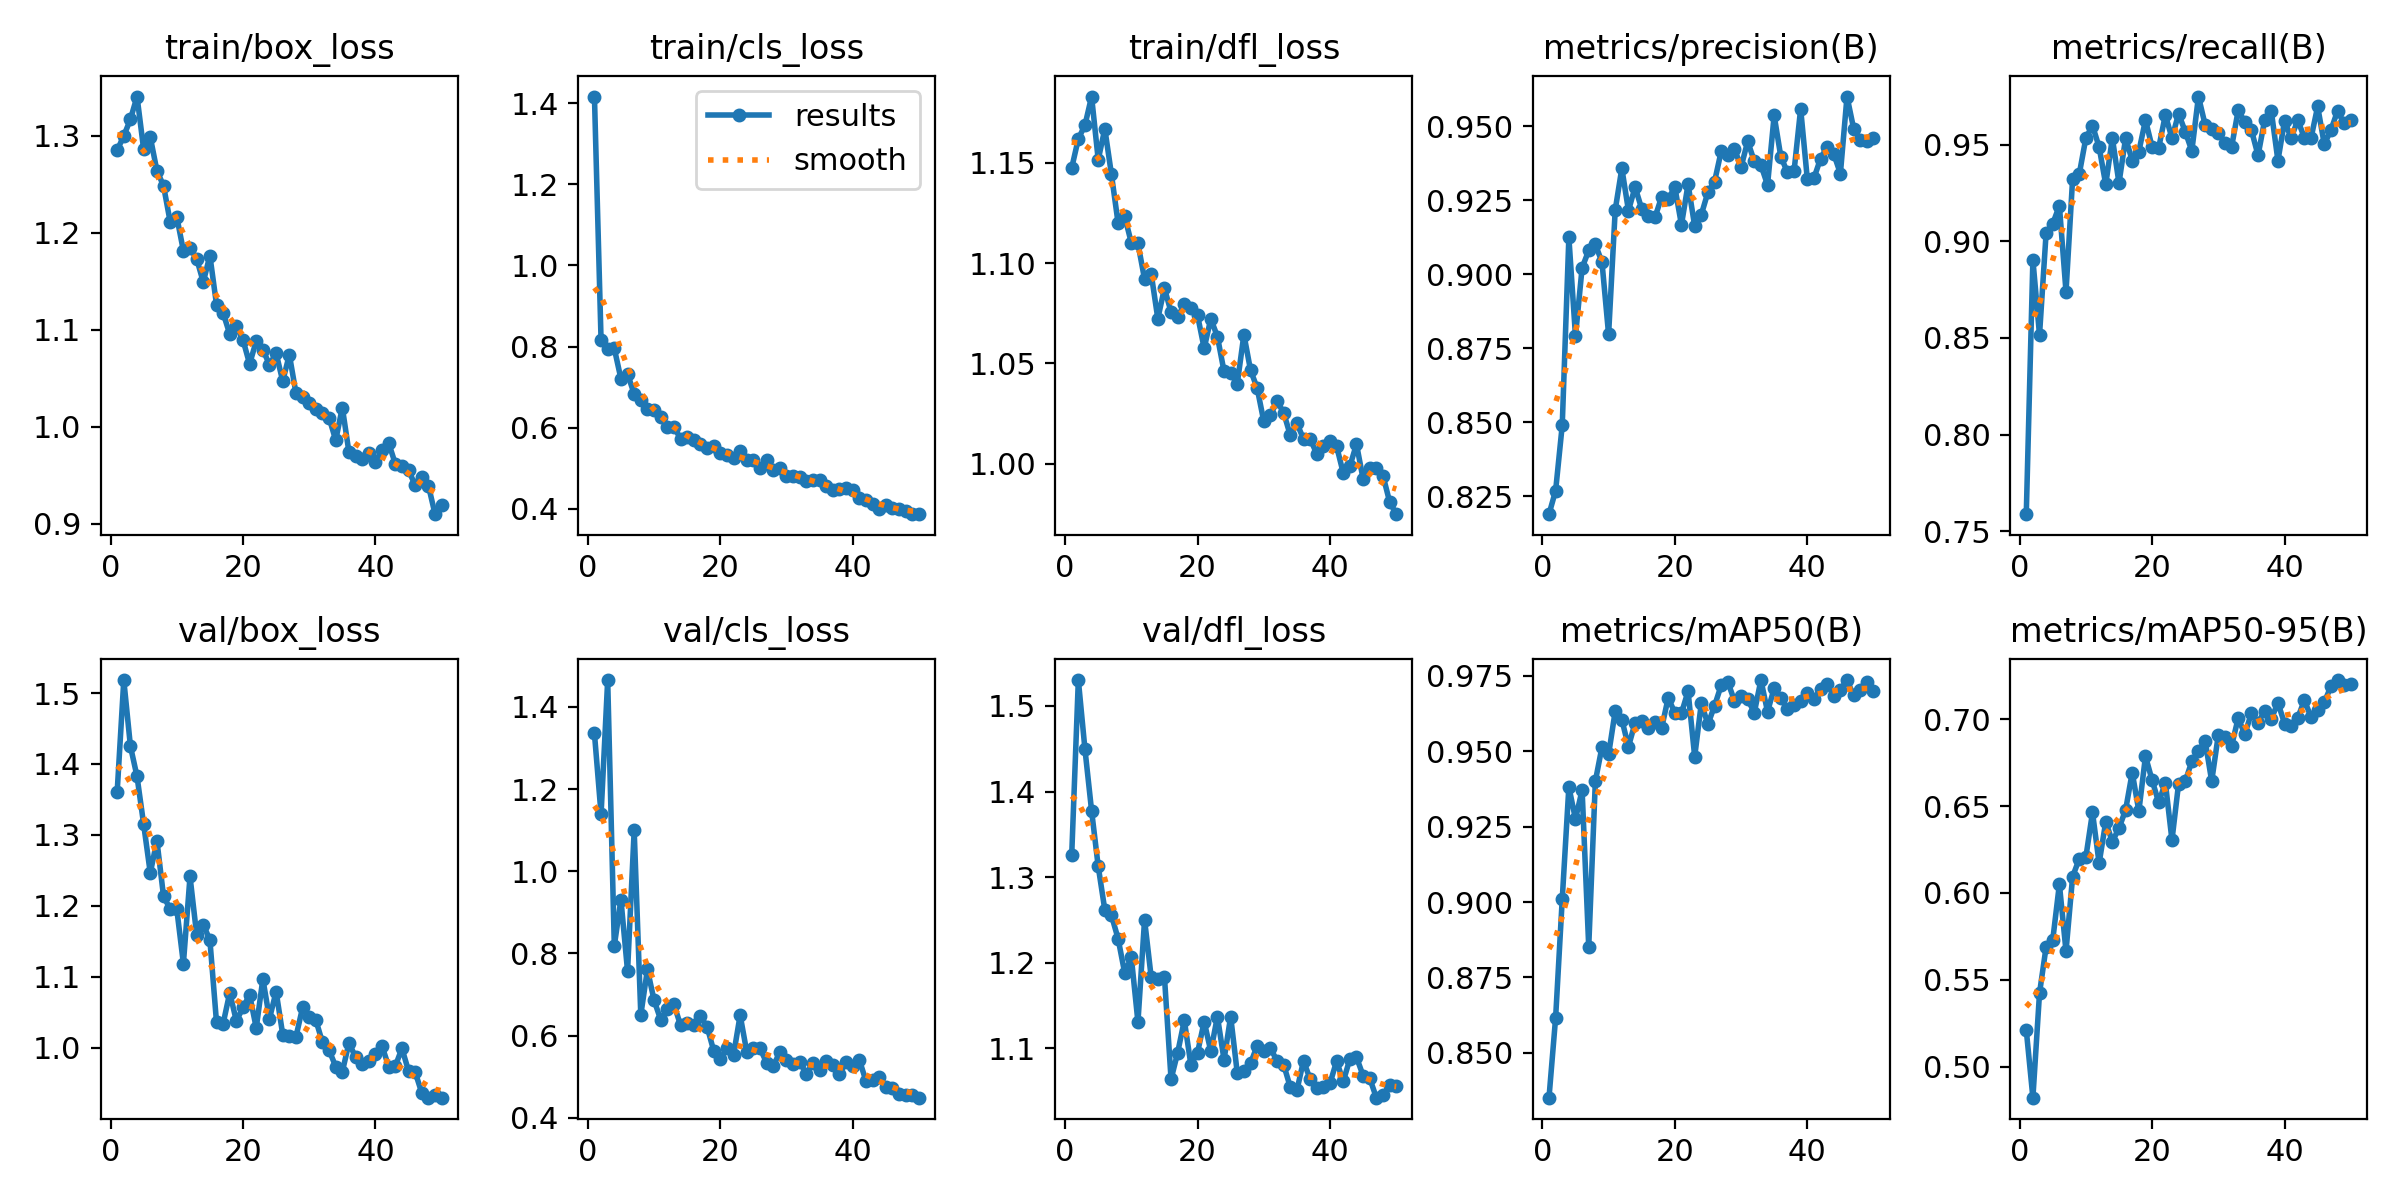 train/box_loss
1.3
1.2
1.1
1.0
0.9
0 20 40
train/cls_loss
results
smooth
1.4
1.2
1.0
0.8
0.6
0.4
0 20 40
train/dfl_loss
1.15
1.10
1.05
1.00
0 20 40
metrics/precision(B)
0.950
0.925
0.900
0.875
0.850
0.825
0 20 40
metrics/recall(B)
0.95
0.90
0.85
0.80
0.75
0 20 40
val/box_loss
1.5
1.4
1.3
1.2
1.1
1.0
0 20 40
val/cls_loss
1.4
1.2
1.0
0.8
0.6
0.4
0 20 40
val/dfl_loss
1.5
1.4
1.3
1.2
1.1
0 20 40
metrics/mAP50(B)
0.975
0.950
0.925
0.900
0.875
0.850
0 20 40
metrics/mAP50-95(B)
0.70
0.65
0.60
0.55
0.50
0 20 40